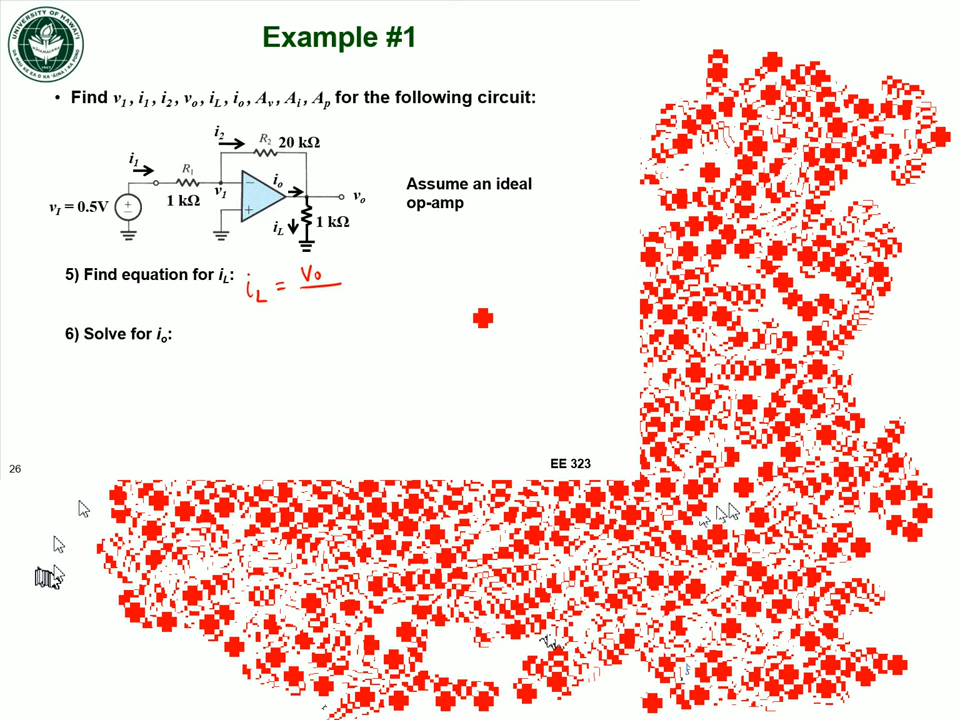 UNIVERSITY OF HAWAI'I
Example #1
• Find v1 , i1 , i2 , vo , iL , io , Av , Ai , Ap for the following circuit:
i2
R2 20 kΩ
i1
R1
1 kΩ
v1
io
vo
vI = 0.5V
iL
1 kΩ
Assume an ideal
op-amp
5) Find equation for iL: iL = vo
6) Solve for io:
26
EE 323